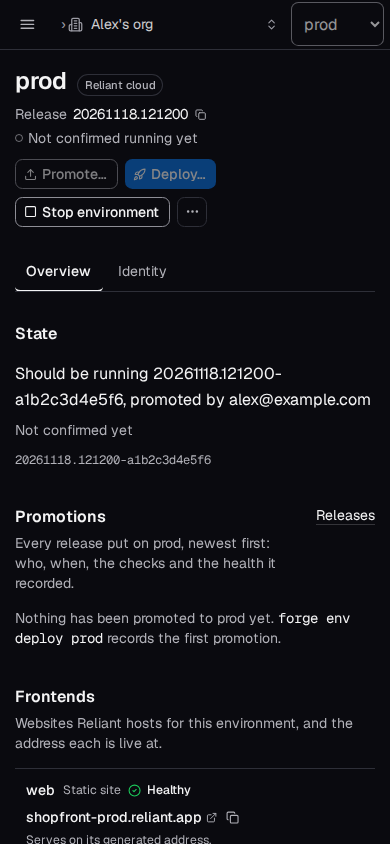 Alex's org
prod
prod
Reliant cloud
Release 20261118.121200
Not confirmed running yet
Promote…
Deploy…
Stop environment
Overview
Identity
State
Should be running 20261118.121200-
a1b2c3d4e5f6, promoted by alex@example.com
Not confirmed yet
20261118.121200-a1b2c3d4e5f6
Promotions
Releases
Every release put on prod, newest first:
who, when, the checks and the health it
recorded.
Nothing has been promoted to prod yet. forge env
deploy prod records the first promotion.
Frontends
Websites Reliant hosts for this environment, and the
address each is live at.
web Static site Healthy
shopfront-prod.reliant.app
Serves on its generated address.